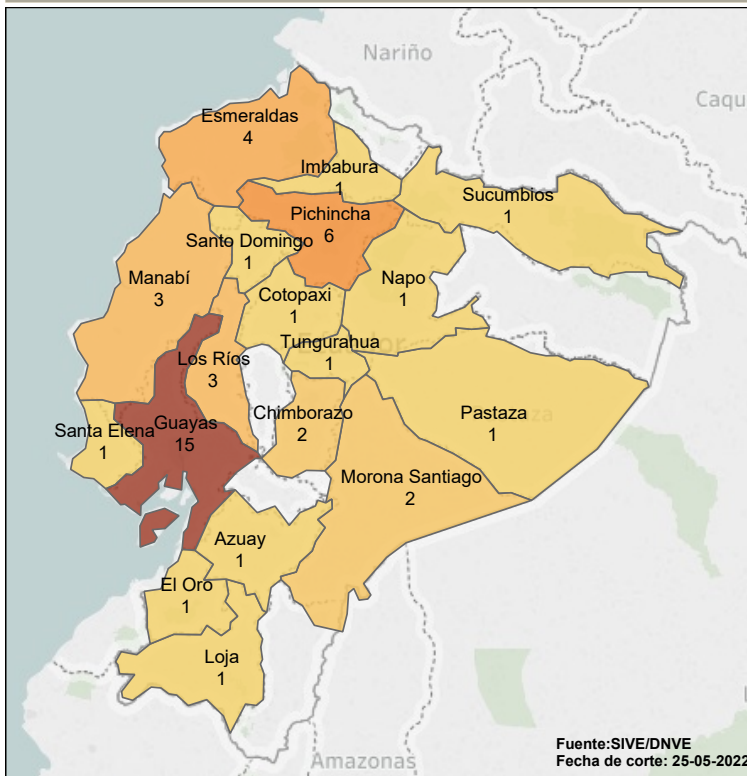 Nariño
Caqu
Esmeraldas
4
Imbabura
1
Sucumbios
1
Pichincha
6
Santo Domingo
1
Manabí
3
Napo
1
Cotopaxi
1
Ecuador
Tungurahua
1
Los Ríos
3
Chimborazo
2
Pastaza
1
Santa Elena
1
Guayas
15
Morona Santiago
2
Azuay
1
El Oro
1
Loja
1
Amazonas
Fuente:SIVE/DNVE
Fecha de corte: 25-05-2022